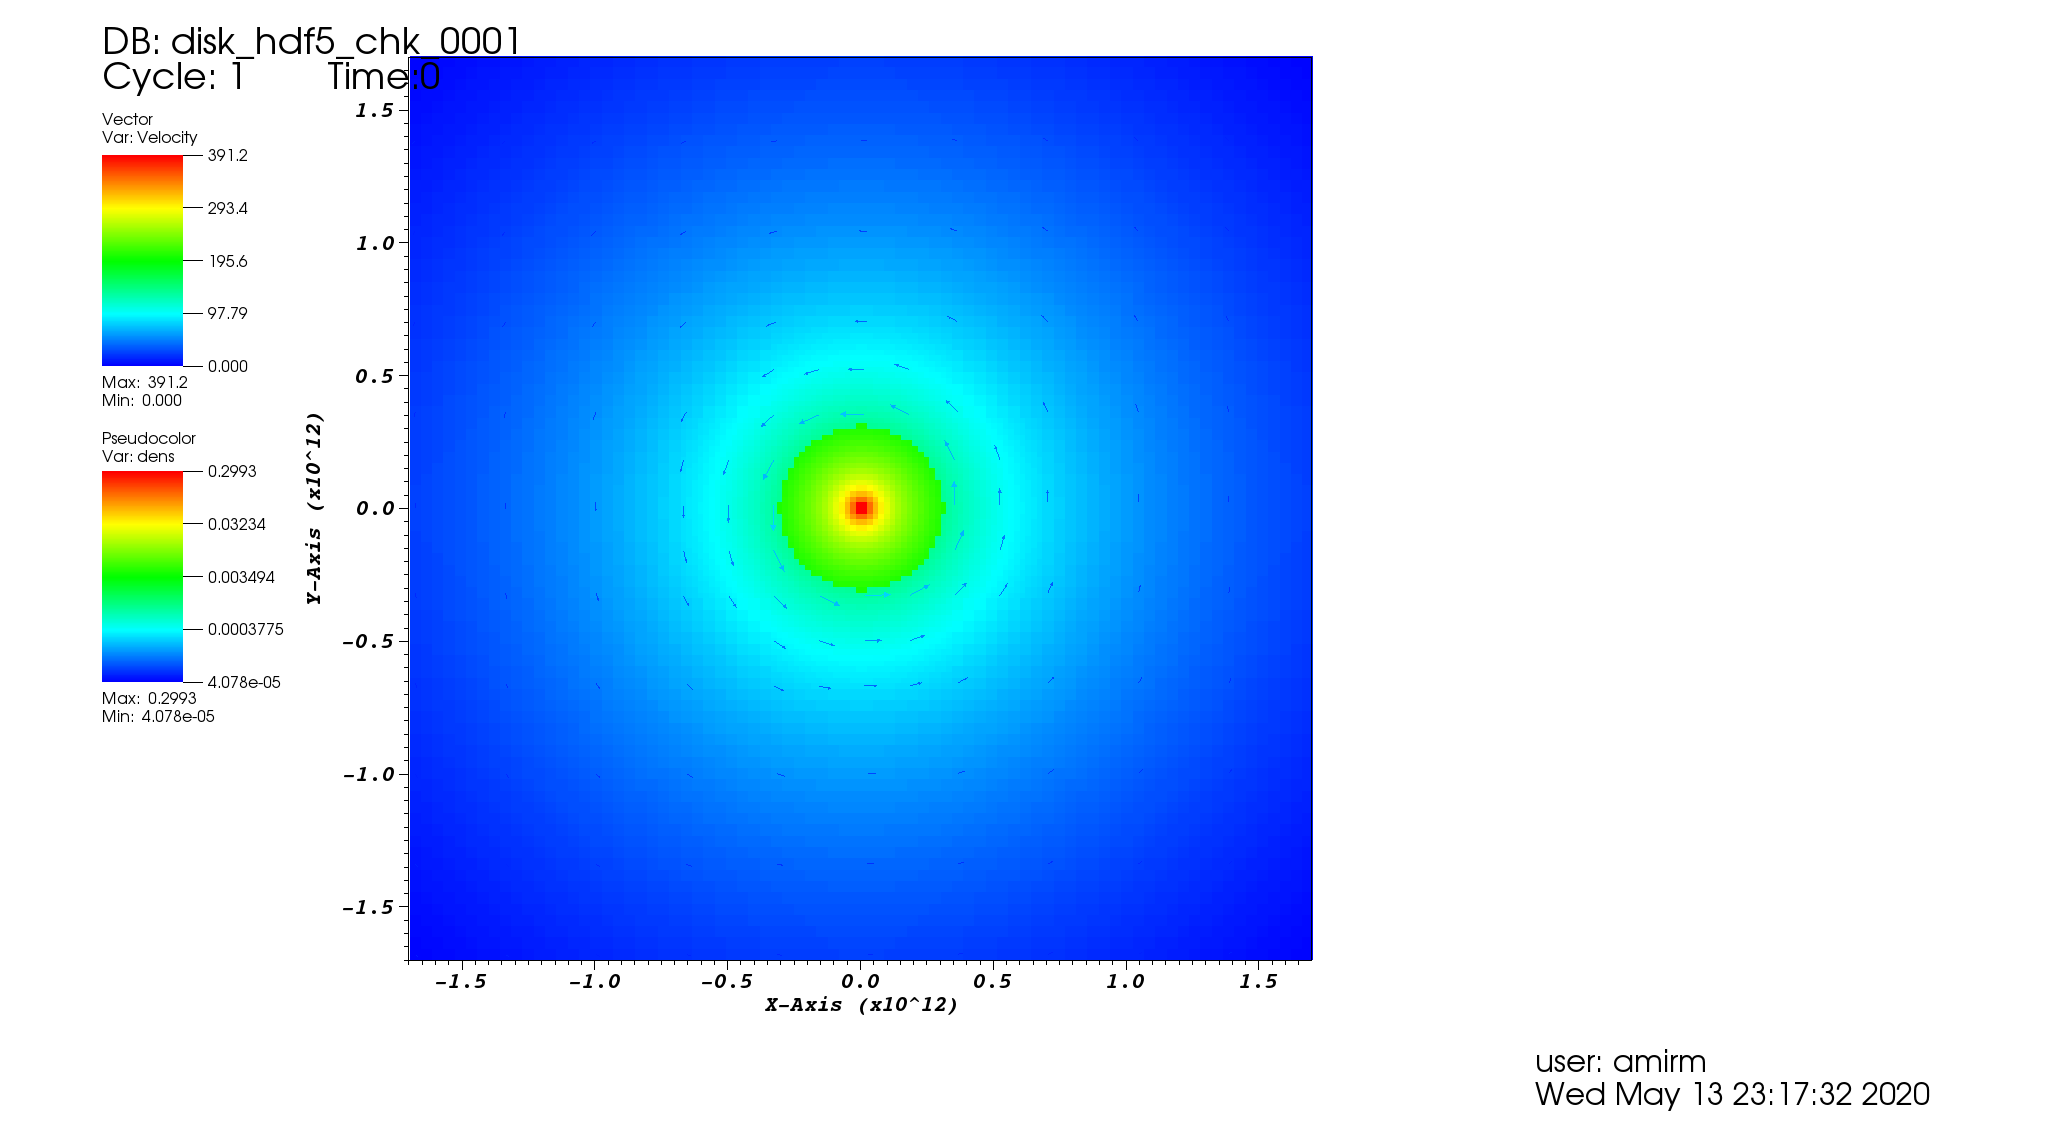 DB: disk_hdf5_chk_0001
Cycle: 1 Time:0
Vector
Var: Velocity
391.2
293.4
195.6
97.79
0.000
Max: 391.2
Min: 0.000
Pseudocolor
Var: dens
0.2993
0.03234
0.003494
0.0003775
4.078e-05
Max: 0.2993
Min: 4.078e-05
Y-Axis (x10^12)
1.5
1.0
0.5
0.0
-0.5
-1.0
-1.5
-1.5 -1.0 -0.5 0.0 0.5 1.0 1.5
X-Axis (x10^12)
user: amirm
Wed May 13 23:17:32 2020